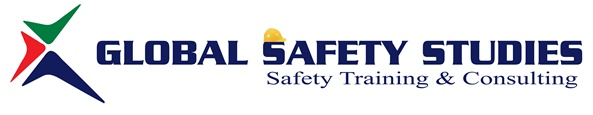 GLOBAL SAFETY STUDIES
Safety Training & Consulting